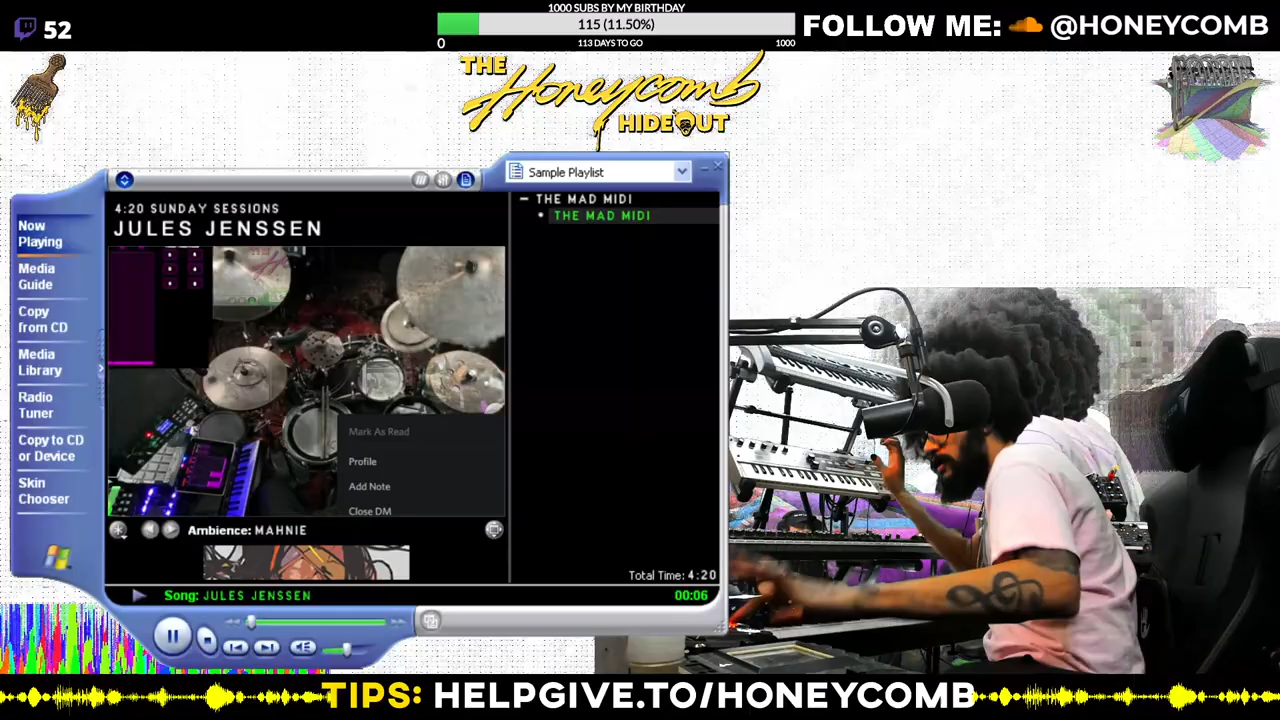 52
1000 SUBS BY MY BIRTHDAY
115 (11.50%)
0
113 DAYS TO GO
1000
FOLLOW ME: @HONEYCOMB
THE
Honeycomb
HIDEOUT
Sample Playlist
THE MAD MIDI
THE MAD MIDI
4:20 SUNDAY SESSIONS
JULES JENSSEN
Now
Playing
Media
Guide
Copy
from CD
Media
Library
Radio
Tuner
Copy to CD
or Device
Skin
Chooser
Mark As Read
Profile
Add Note
Close DM
Ambience: MAHNIE
Total Time: 4:20
Song: JULES JENSSEN
00:06
TIPS: HELPGIVE.TO/HONEYCOMB